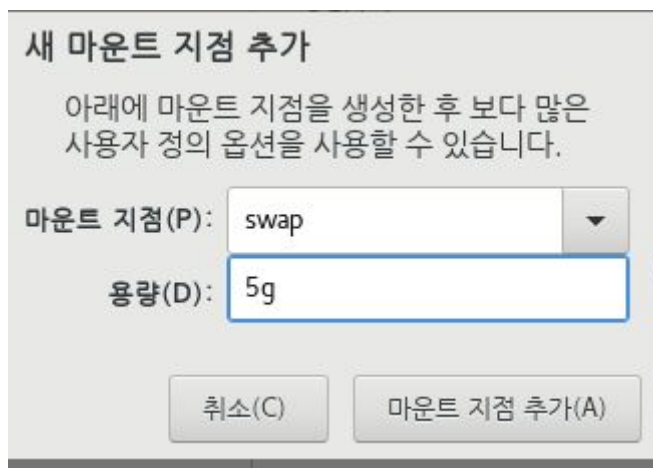 새 마운트 지점 추가
아래에 마운트 지점을 생성한 후 보다 많은
사용자 정의 옵션을 사용할 수 있습니다.
마운트 지점(P): swap
용량(D): 5g
취소(C) 마운트 지점 추가(A)